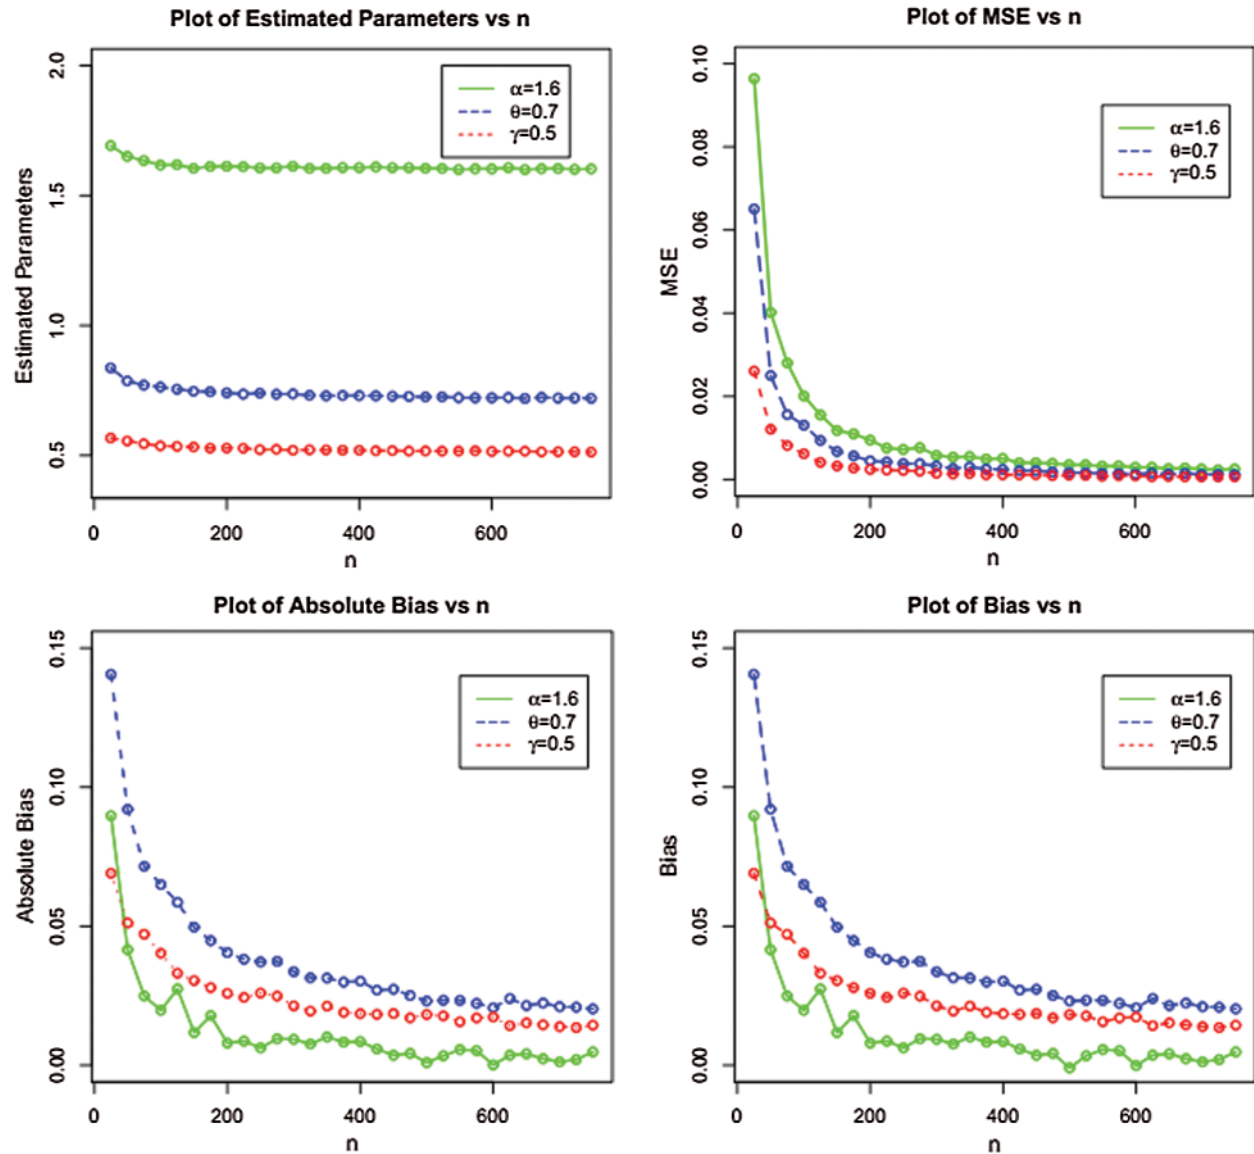 Plot of Estimated Parameters vs n
Estimated Parameters
2.0
1.5
1.0
0.5
α=1.6
θ=0.7
γ=0.5
0 200 400 600
n
Plot of MSE vs n
MSE
0.10
0.08
0.06
0.04
0.02
0.00
α=1.6
θ=0.7
γ=0.5
0 200 400 600
n
Plot of Absolute Bias vs n
Absolute Bias
0.15
0.10
0.05
0.00
α=1.6
θ=0.7
γ=0.5
0 200 400 600
n
Plot of Bias vs n
Bias
0.15
0.10
0.05
0.00
α=1.6
θ=0.7
γ=0.5
0 200 400 600
n